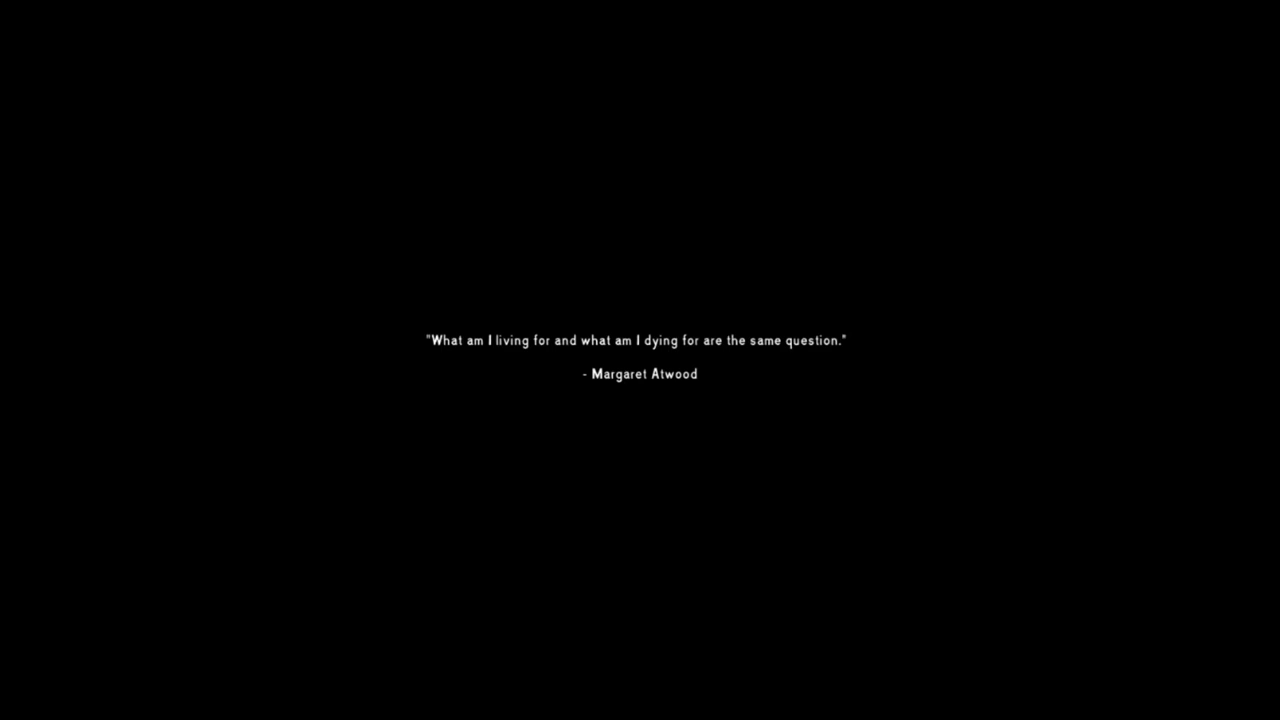 "What am I living for and what am I dying for are the same question."
- Margaret Atwood